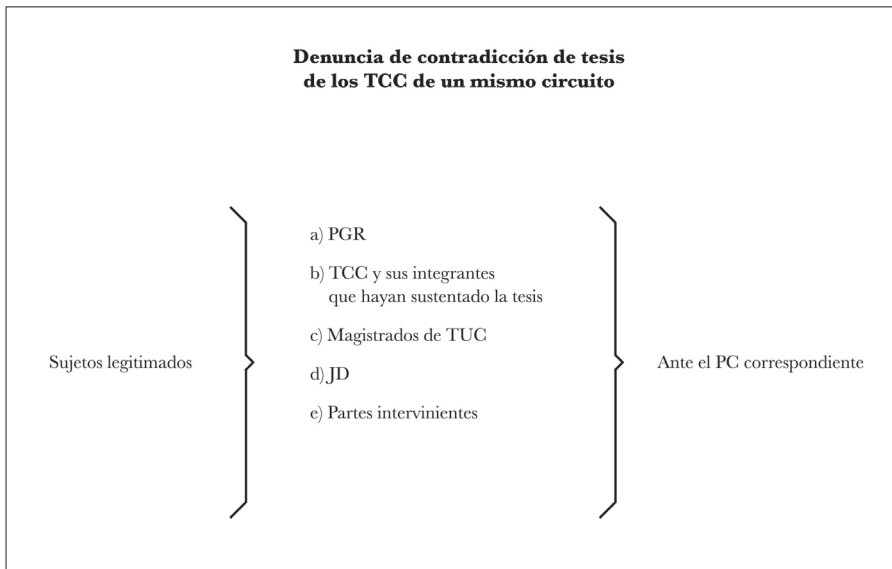 Denuncia de contradicción de tesis
de los TCC de un mismo circuito
Sujetos legitimados
a) PGR
b) TCC y sus integrantes
que hayan sustentado la tesis
c) Magistrados de TUC
d) JD
e) Partes intervinientes
Ante el PC correspondiente